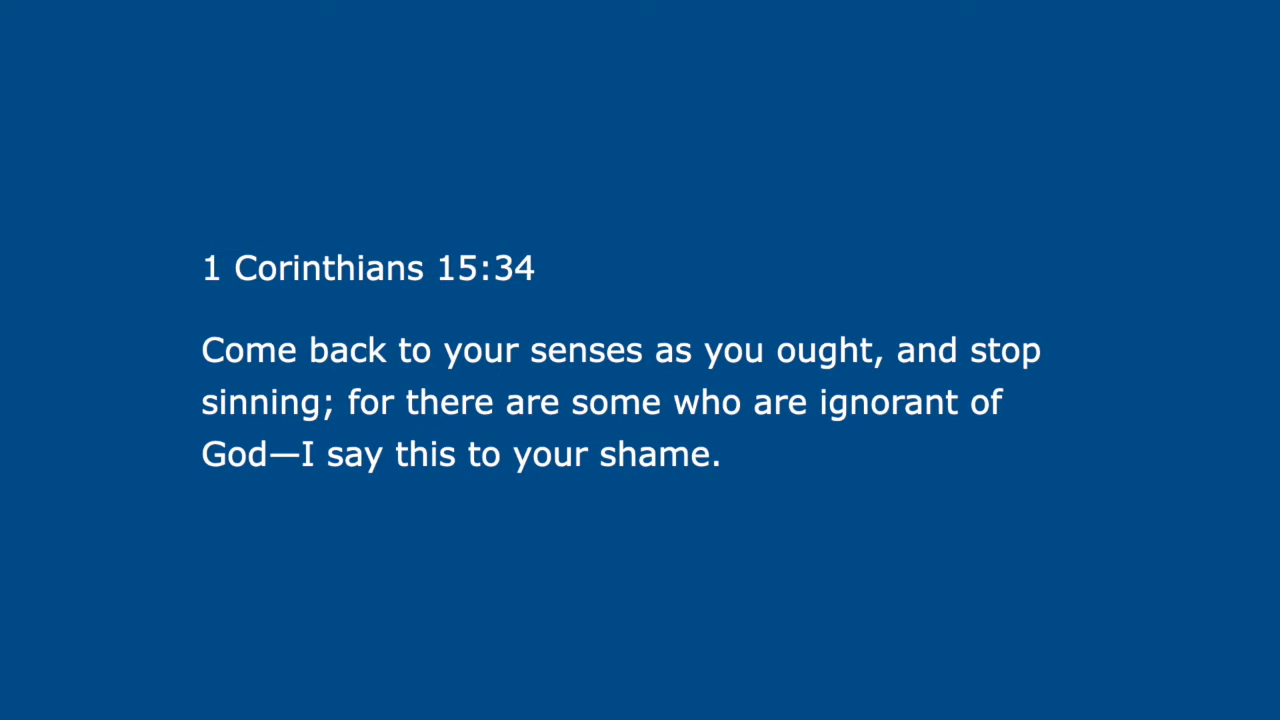 1 Corinthians 15:34
Come back to your senses as you ought, and stop
sinning; for there are some who are ignorant of
God—I say this to your shame.